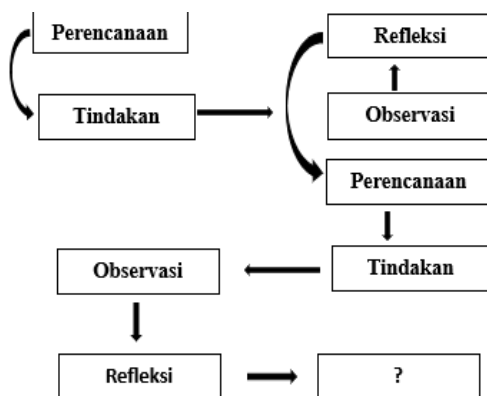 Perencanaan
Refleksi
Tindakan
Observasi
Perencanaan
Observasi
Tindakan
Refleksi
?